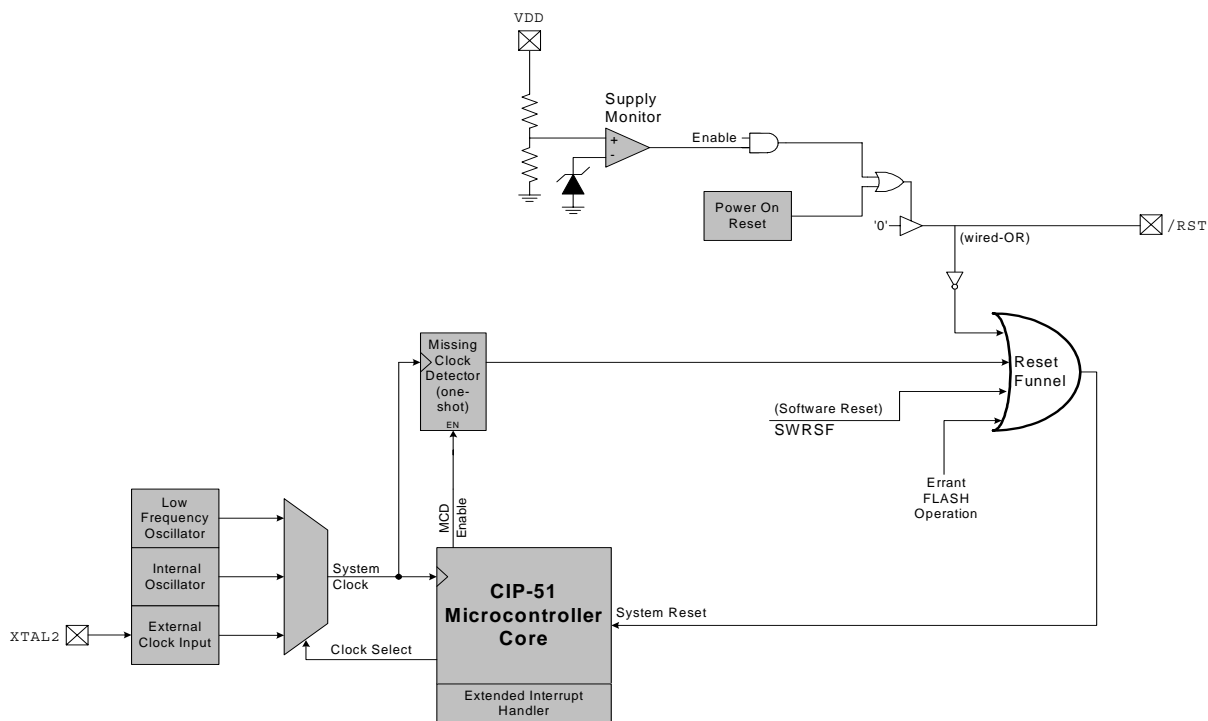 VDD
Supply
Monitor
+
-
Enable
Power On
Reset
'0'
(wired-OR)
/RST
Missing
Clock
Detector
(one-
shot)
EN
Reset
Funnel
(Software Reset)
SWRSF
Errant
FLASH
Operation
MCD
Enable
Low
Frequency
Oscillator
Internal
Oscillator
External
Clock Input
XTAL2
System
Clock
Clock Select
CIP-51
Microcontroller
Core
System Reset
Extended Interrupt
Handler